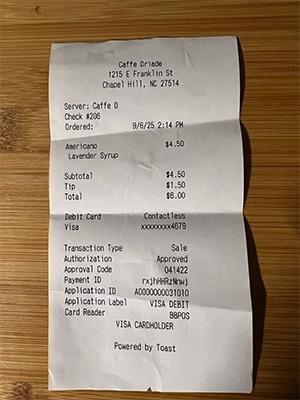 Caffe Driade
1215 E Franklin St
Chapel Hill, NC 27514
Server: Caffe D
Check #206
Ordered: 9/6/25 2:14 PM
Americano $4.50
Lavender Syrup
Subtotal $4.50
Tip $1.50
Total $6.00
Debit Card Contactless
Visa xxxxxxxx4679
Transaction Type Sale
Authorization Approved
Approval Code 041422
Payment ID rxjhHHRzNnwj
Application ID A0000000031010
Application Label VISA DEBIT
Card Reader BBPOS
VISA CARDHOLDER
Powered by Toast